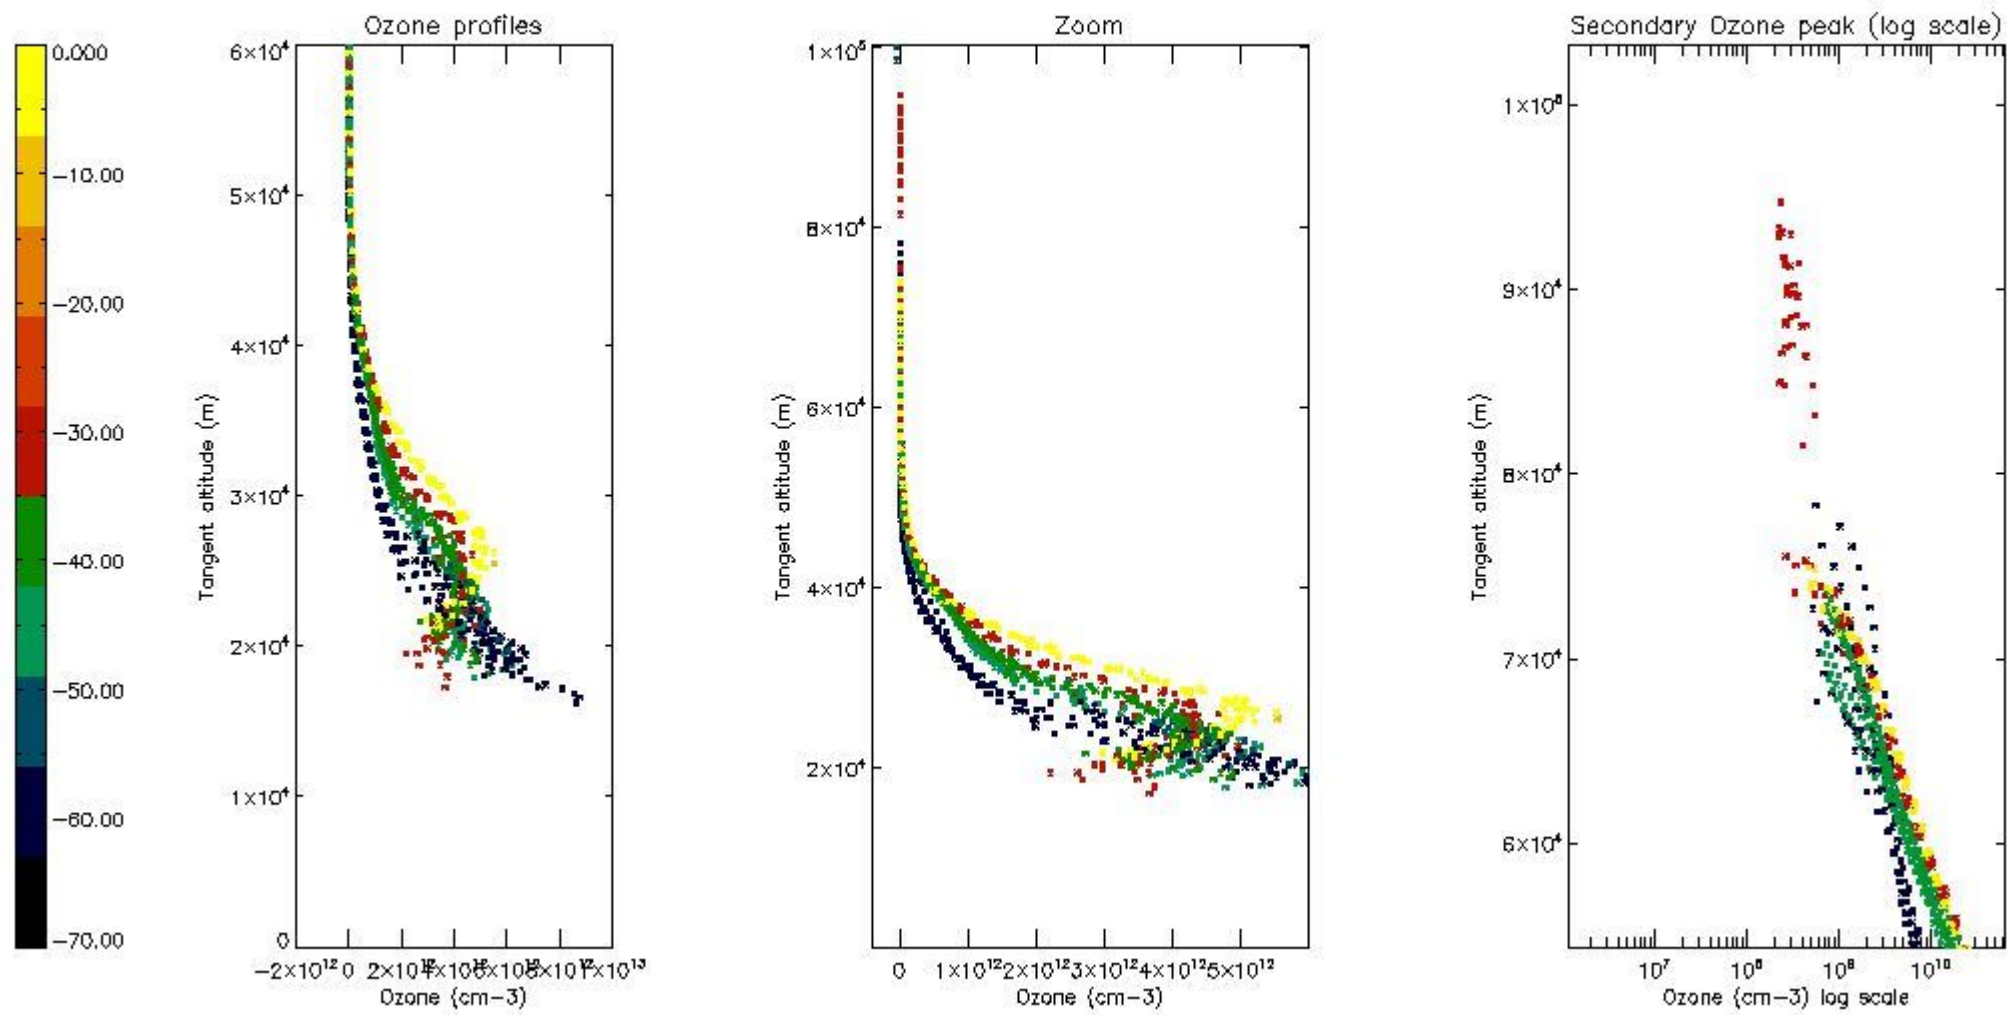 Ozone profiles
Zoom
Secondary Ozone peak (log scale)
0.000
-10.00
-20.00
-30.00
-40.00
-50.00
-60.00
-70.00
6×10⁴
5×10⁴
4×10⁴
3×10⁴
2×10⁴
1×10⁴
0
Tangent altitude (m)
-2×10¹² 0
Ozone (cm-3)
1×10⁵
8×10⁴
6×10⁴
4×10⁴
2×10⁴
Tangent altitude (m)
0 1×10¹² 2×10¹² 3×10¹² 4×10¹² 5×10¹²
Ozone (cm-3)
9×10⁴
8×10⁴
7×10⁴
6×10⁴
Tangent altitude (m)
10⁷ 10⁸ 10⁹ 10¹⁰
Ozone (cm-3) log scale